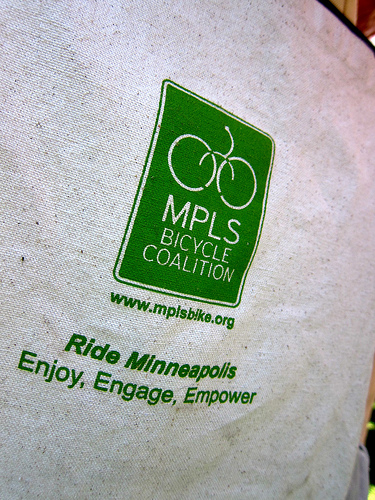 MPLS
BICYCLE
COALITION
www.mplsbike.org
Ride Minneapolis
Enjoy, Engage, Empower